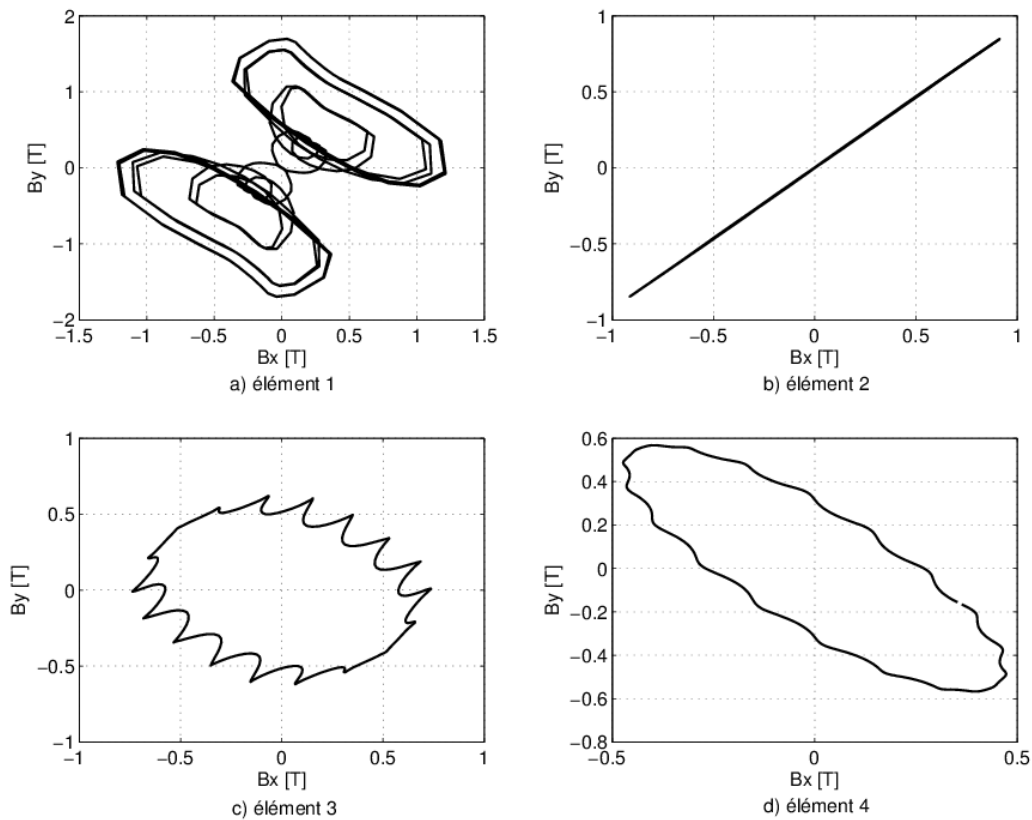 2
1
0
−1
−2
By [T]
−1.5 −1 −0.5 0 0.5 1 1.5
Bx [T]
a) élément 1
1
0.5
0
−0.5
−1
By [T]
−1 −0.5 0 0.5 1
Bx [T]
b) élément 2
1
0.5
0
−0.5
−1
By [T]
−1 −0.5 0 0.5 1
Bx [T]
c) élément 3
0.6
0.4
0.2
0
−0.2
−0.4
−0.6
−0.8
By [T]
−0.5 0 0.5
Bx [T]
d) élément 4